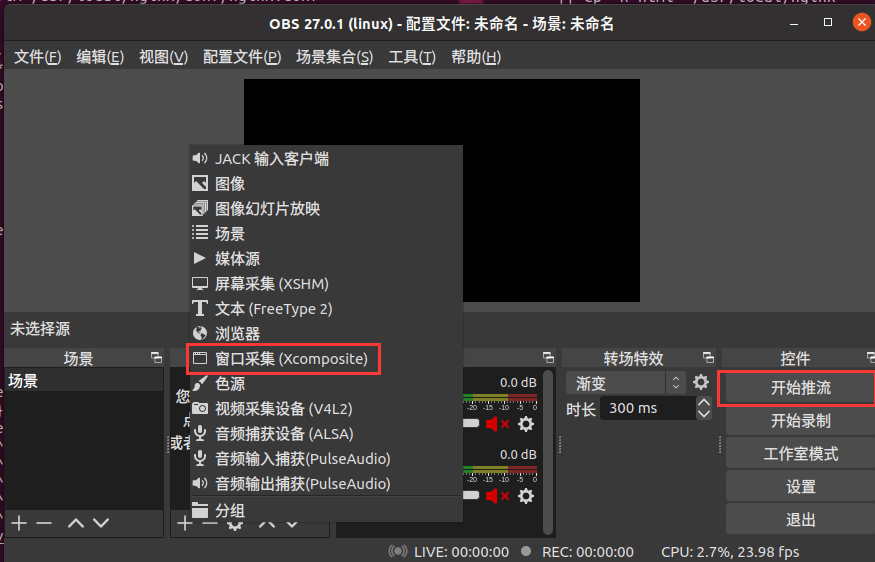 OBS 27.0.1 (linux) - 配置文件: 未命名 - 场景: 未命名
文件(F) 编辑(E) 视图(V) 配置文件(P) 场景集合(S) 工具(T) 帮助(H)
JACK 输入客户端
图像
图像幻灯片放映
场景
媒体源
屏幕采集 (XSHM)
文本 (FreeType 2)
浏览器
窗口采集 (Xcomposite)
色源
视频采集设备 (V4L2)
音频捕获设备 (ALSA)
音频输入捕获(PulseAudio)
音频输出捕获(PulseAudio)
分组
未选择源
场景
场景
您
点
或者
0.0 dB
-20 -15 -10 -5 0
0.0 dB
-20 -15 -10 -5 0
转场特效
渐变
时长 300 ms
控件
开始推流
开始录制
工作室模式
设置
退出
LIVE: 00:00:00 REC: 00:00:00 CPU: 2.7%, 23.98 fps